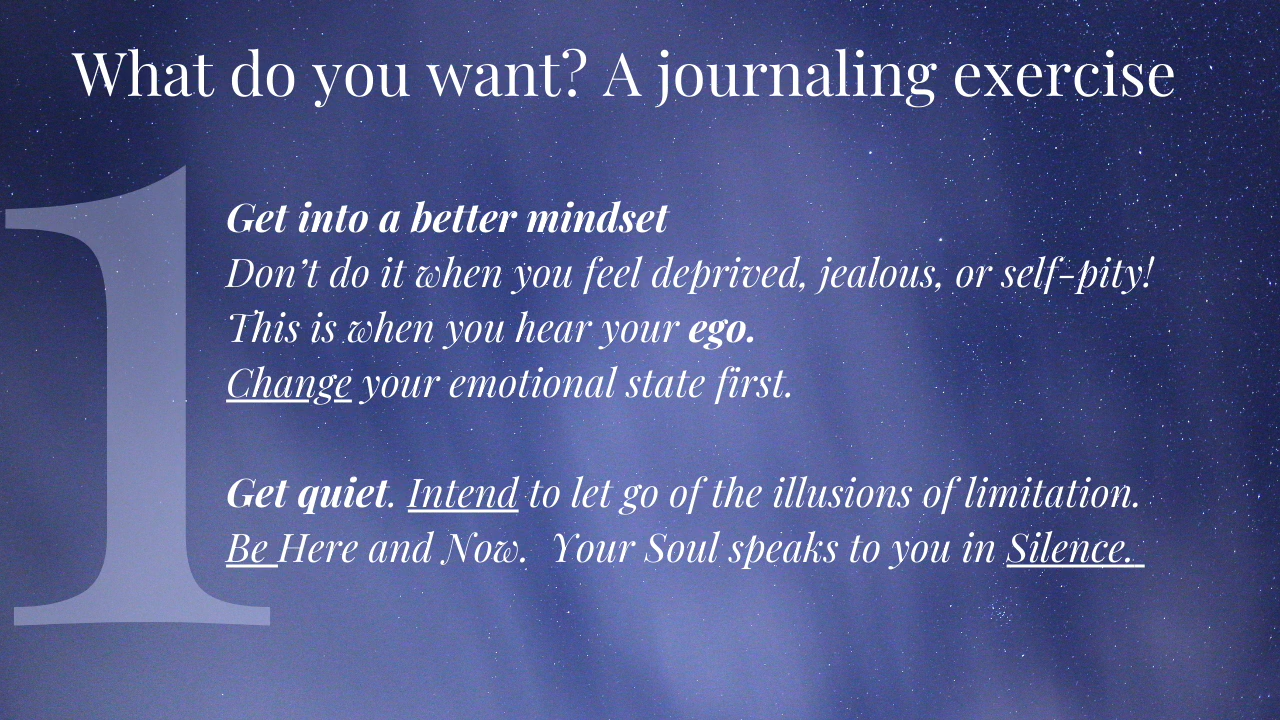 What do you want? A journaling exercise
1
Get into a better mindset
Don’t do it when you feel deprived, jealous, or self-pity!
This is when you hear your ego.
Change your emotional state first.
Get quiet. Intend to let go of the illusions of limitation.
Be Here and Now.  Your Soul speaks to you in Silence.